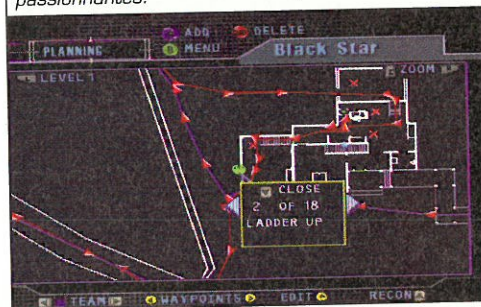 passionnantes.
ADD DELETE
PLANNING MENU Black Star
LEVEL 1 ZOOM
CLOSE
2 OF 18
LADDER UP
TEAM WAYPOINTS EDIT RECON